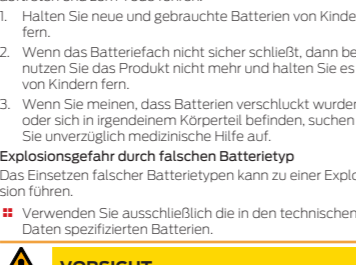 1. Halten Sie neue und gebrauchte Batterien von Kinde
fern.
2. Wenn das Batteriefach nicht sicher schließt, dann be
nutzen Sie das Produkt nicht mehr und halten Sie es
von Kindern fern.
3. Wenn Sie meinen, dass Batterien verschluckt wurde
oder sich in irgendeinem Körperteil befinden, suchen
Sie unverzüglich medizinische Hilfe auf.
Explosionsgefahr durch falschen Batterietyp
Das Einsetzen falscher Batterietypen kann zu einer Explo
sion führen.
Verwenden Sie ausschließlich die in den technischen
Daten spezifizierten Batterien.
VORSICHT